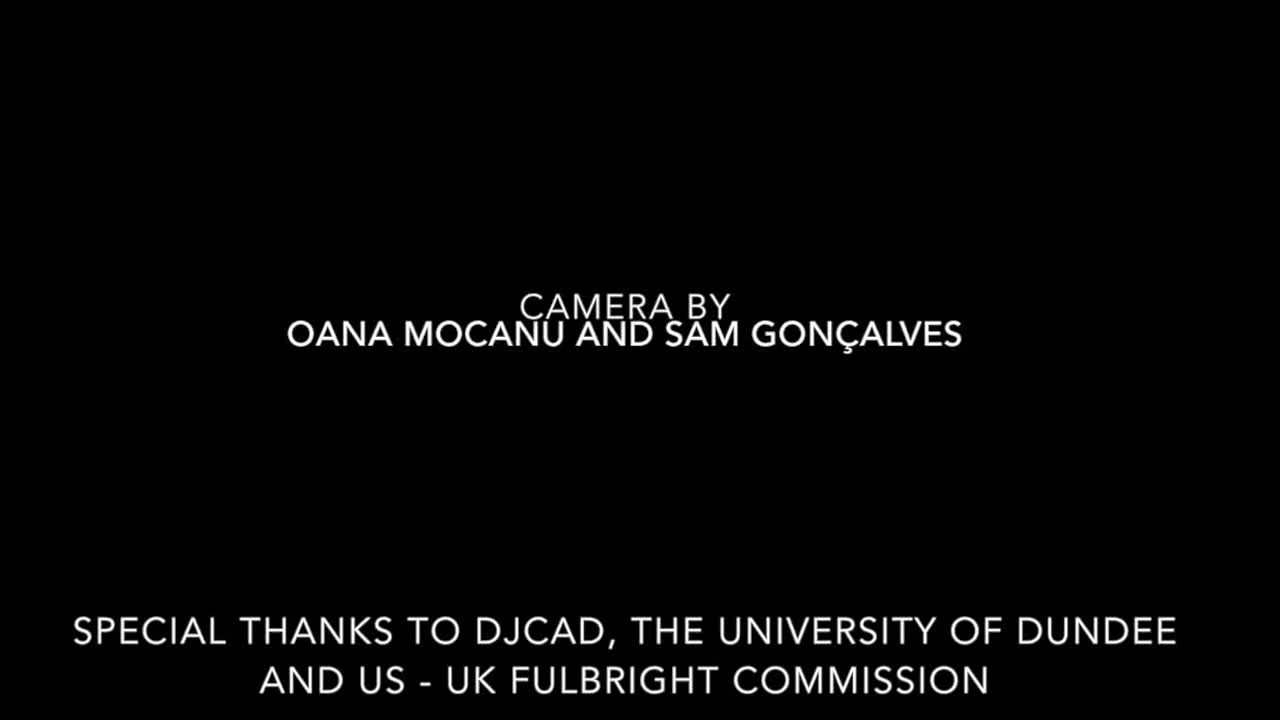 CAMERA BY
OANA MOCANU AND SAM GONÇALVES
SPECIAL THANKS TO DJCAD, THE UNIVERSITY OF DUNDEE
AND US - UK FULBRIGHT COMMISSION